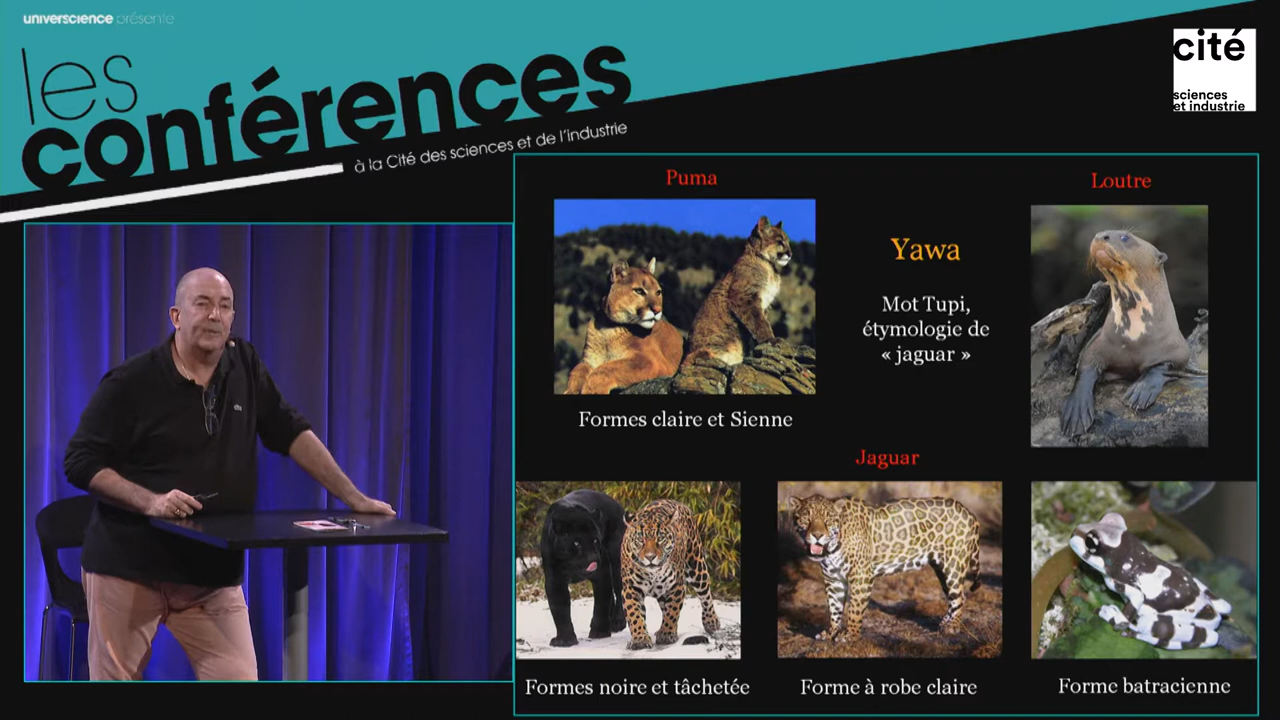 universcience présente
les
conférences
à la Cité des sciences et de l'industrie
cité
sciences
et industrie
Puma
Loutre
Yawa
Mot Tupi,
étymologie de
« jaguar »
Formes claire et Sienne
Jaguar
Formes noire et tâchetée
Forme à robe claire
Forme batracienne